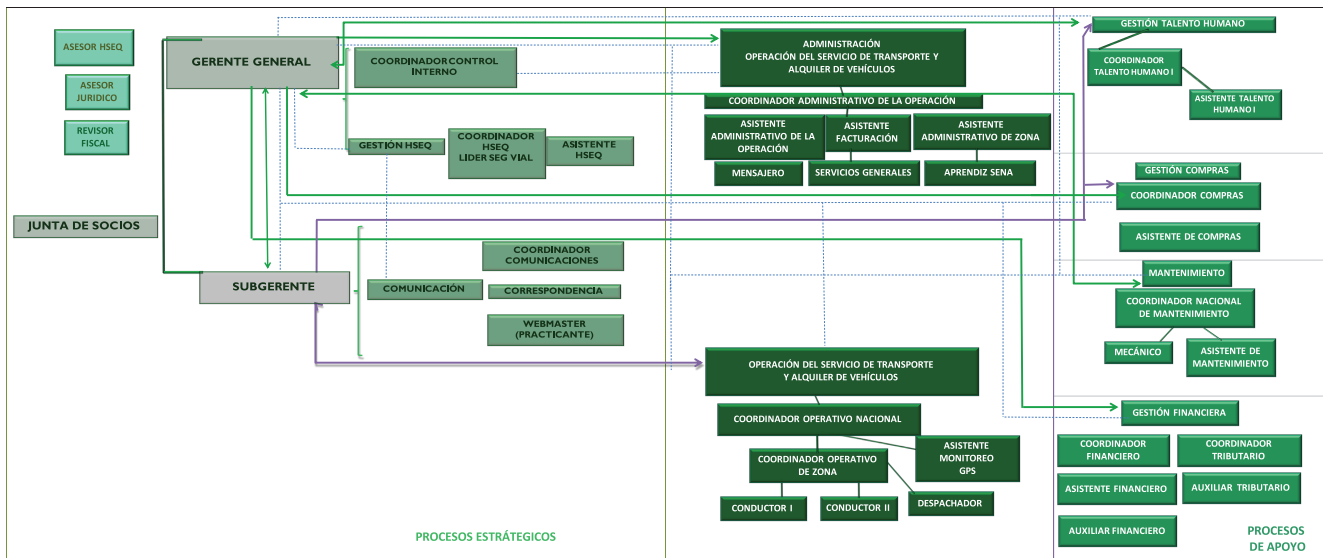 ASESOR HSEQ
ASESOR
JURIDICO
REVISOR
FISCAL
JUNTA DE SOCIOS
GERENTE GENERAL
SUBGERENTE
COORDINADOR CONTROL
INTERNO
GESTIÓN HSEQ
COORDINADOR
HSEQ
LIDER SEG VIAL
ASISTENTE
HSEQ
COORDINADOR
COMUNICACIONES
COMUNICACIÓN
CORRESPONDENCIA
WEBMASTER
(PRACTICANTE)
PROCESOS ESTRÁTEGICOS
ADMINISTRACIÓN
OPERACIÓN DEL SERVICIO DE TRANSPORTE Y
ALQUILER DE VEHÍCULOS
COORDINADOR ADMINISTRATIVO DE LA OPERACIÓN
ASISTENTE
ADMINISTRATIVO DE LA
OPERACIÓN
ASISTENTE
FACTURACIÓN
ASISTENTE
ADMINISTRATIVO DE ZONA
MENSAJERO
SERVICIOS GENERALES
APRENDIZ SENA
OPERACIÓN DEL SERVICIO DE TRANSPORTE
Y ALQUILER DE VEHÍCULOS
COORDINADOR OPERATIVO NACIONAL
ASISTENTE
MONITOREO
GPS
COORDINADOR OPERATIVO
DE ZONA
CONDUCTOR I
CONDUCTOR II
DESPACHADOR
GESTIÓN TALENTO HUMANO
COORDINADOR
TALENTO HUMANO I
ASISTENTE TALENTO
HUMANO I
GESTIÓN COMPRAS
COORDINADOR COMPRAS
ASISTENTE DE COMPRAS
MANTENIMIENTO
COORDINADOR NACIONAL
DE MANTENIMIENTO
MECÁNICO
ASISTENTE DE
MANTENIMIENTO
GESTIÓN FINANCIERA
COORDINADOR
FINANCIERO
COORDINADOR
TRIBUTARIO
ASISTENTE FINANCIERO
AUXILIAR TRIBUTARIO
AUXILIAR FINANCIERO
PROCESOS
DE APOYO